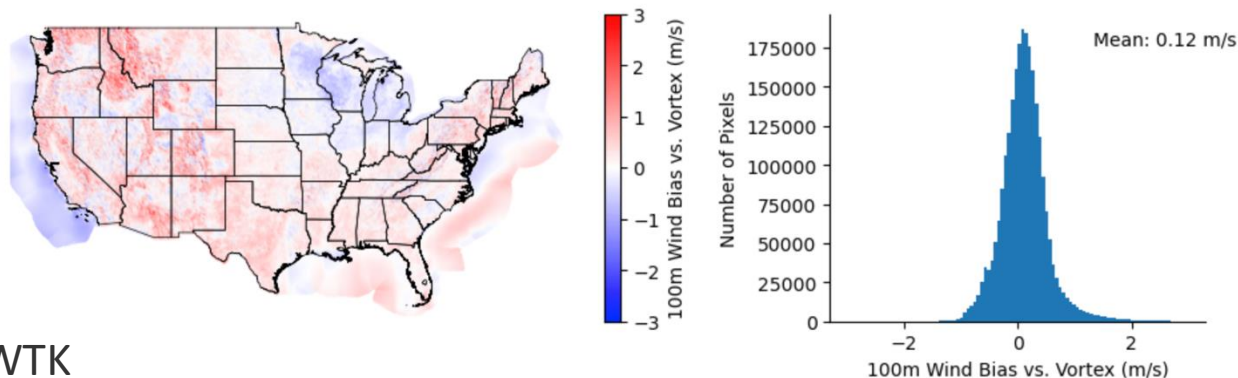 3
2
1
0
−1
−2
−3
100m Wind Bias vs. Vortex (m/s)
Mean: 0.12 m/s
175000
150000
125000
100000
75000
50000
25000
0
Number of Pixels
−2 0 2
100m Wind Bias vs. Vortex (m/s)
WTK